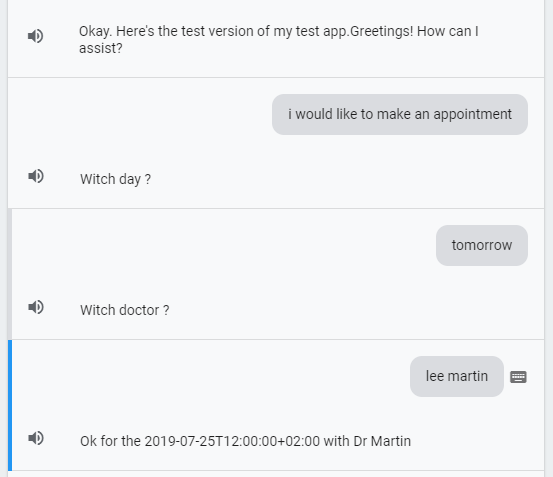 Okay. Here's the test version of my test app.Greetings! How can I
assist?
i would like to make an appointment
Witch day ?
tomorrow
Witch doctor ?
lee martin
Ok for the 2019-07-25T12:00:00+02:00 with Dr Martin